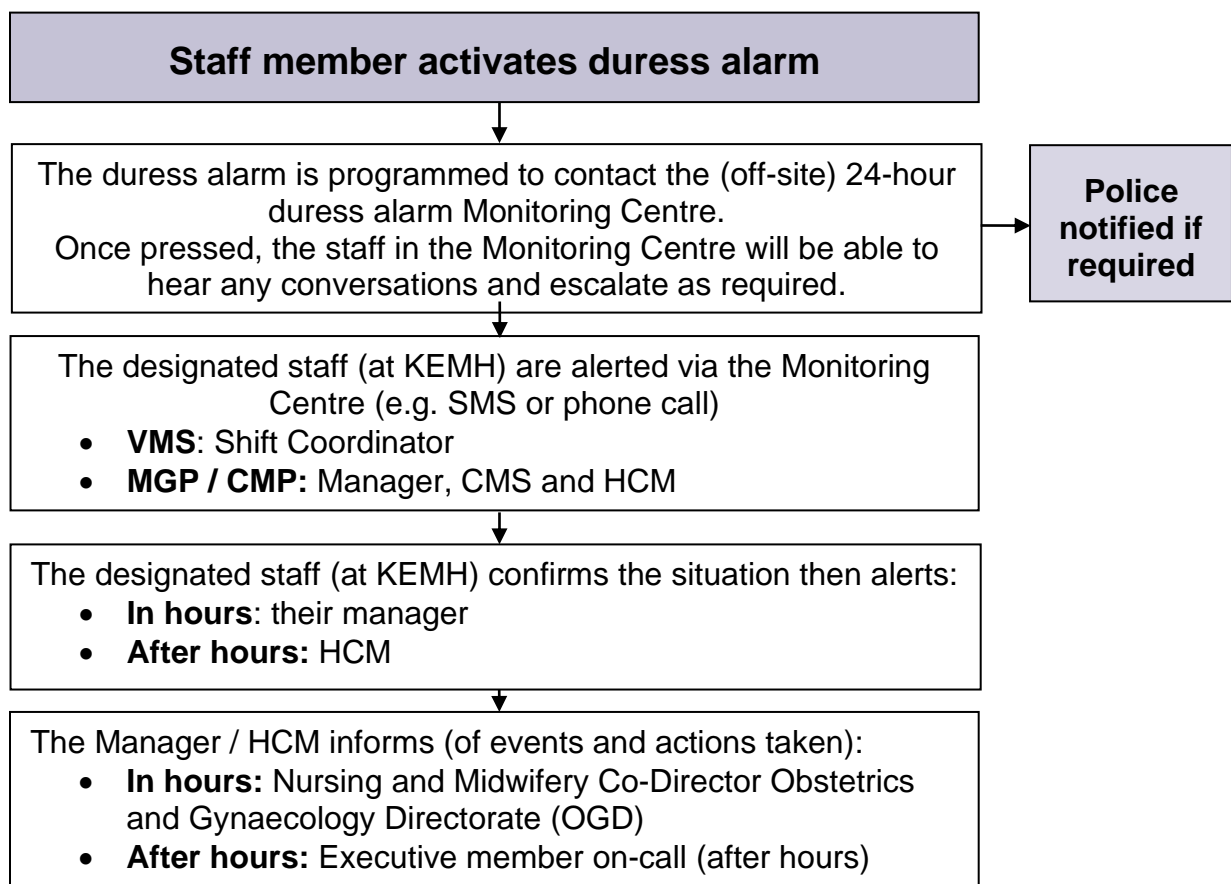 Staff member activates duress alarm
The duress alarm is programmed to contact the (off-site) 24-hour
duress alarm Monitoring Centre.
Once pressed, the staff in the Monitoring Centre will be able to
hear any conversations and escalate as required.
Police
notified if
required
The designated staff (at KEMH) are alerted via the Monitoring
Centre (e.g. SMS or phone call)
• VMS: Shift Coordinator
• MGP / CMP: Manager, CMS and HCM
The designated staff (at KEMH) confirms the situation then alerts:
• In hours: their manager
• After hours: HCM
The Manager / HCM informs (of events and actions taken):
• In hours: Nursing and Midwifery Co-Director Obstetrics
and Gynaecology Directorate (OGD)
• After hours: Executive member on-call (after hours)